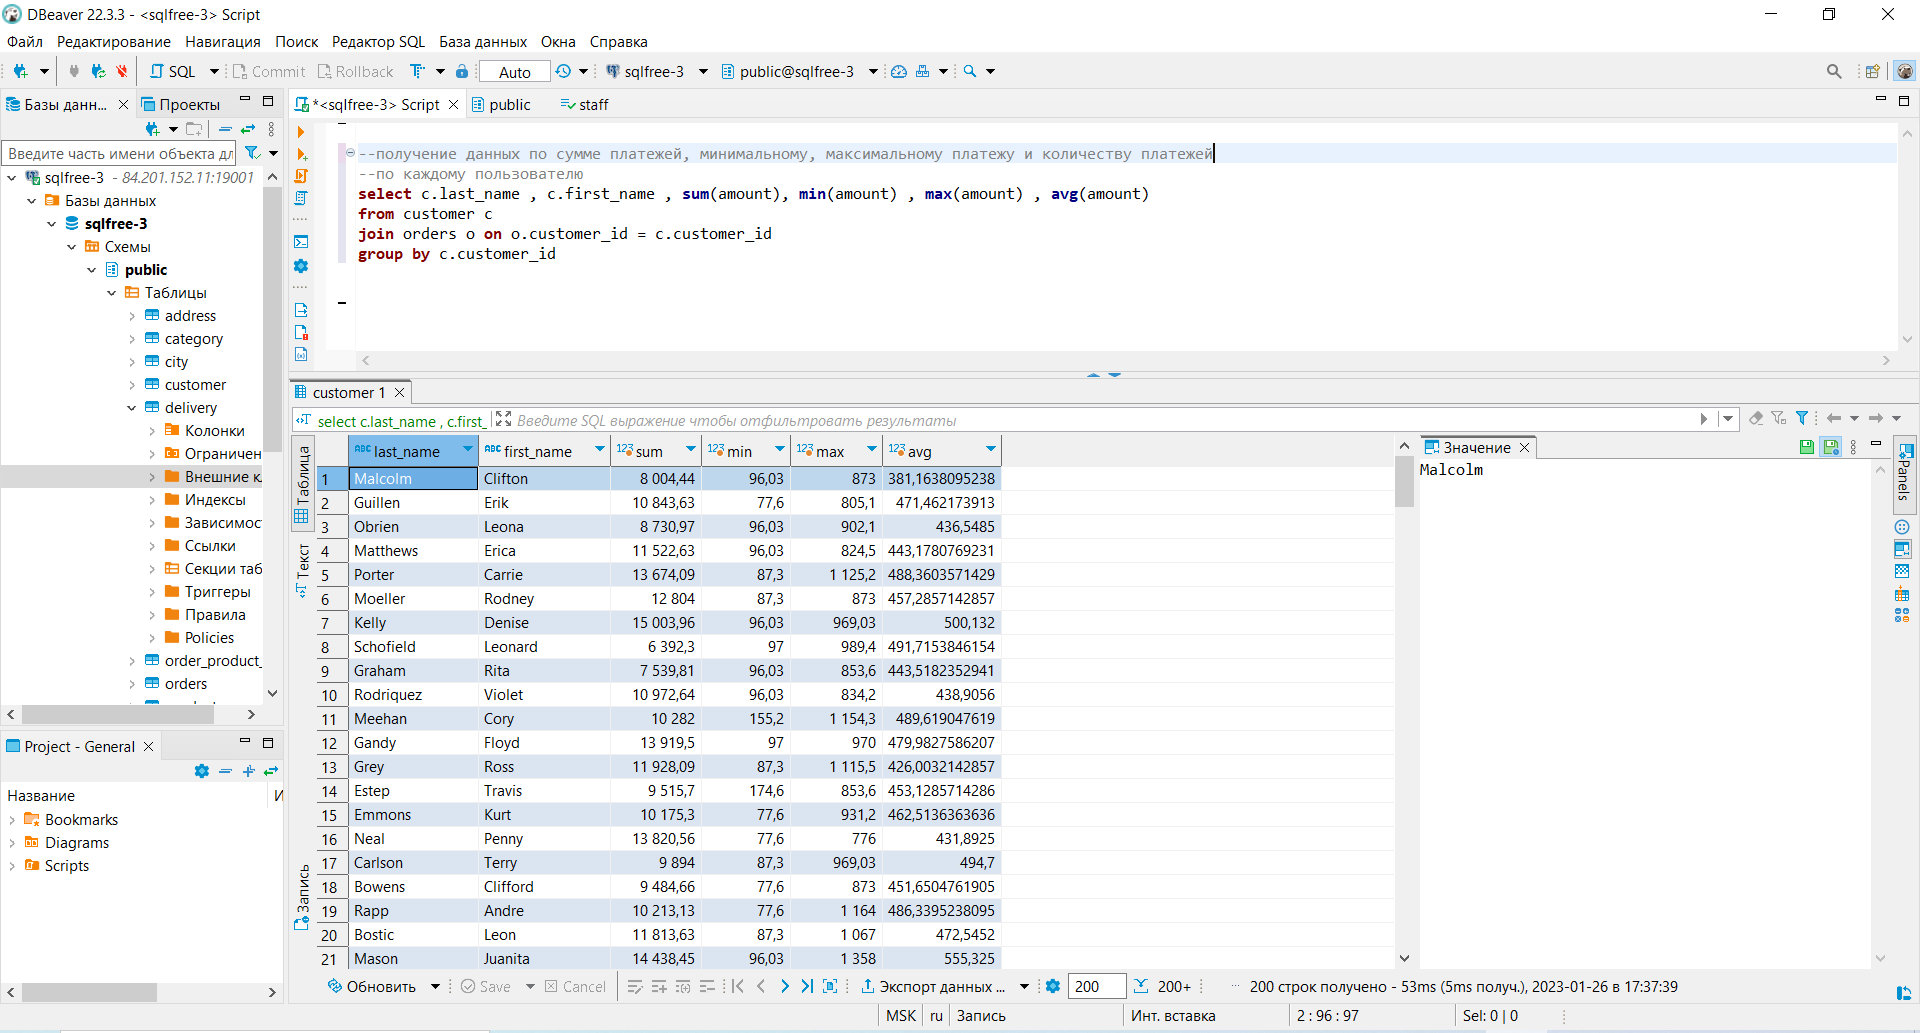 DBeaver 22.3.3 - <sqlfree-3> Script
Файл Редактирование Навигация Поиск Редактор SQL База данных Окна Справка
SQL Commit Rollback Auto sqlfree-3 public@sqlfree-3
Базы данн... Проекты
*<sqlfree-3> Script public staff
Введите часть имени объекта дл
sqlfree-3 - 84.201.152.11:19001
Базы данных
sqlfree-3
Схемы
public
Таблицы
address
category
city
customer
delivery
Колонки
Ограничен
Внешние к
Индексы
Зависимос
Ссылки
Секции таб
Триггеры
Правила
Policies
order_product_
orders
--получение данных по сумме платежей, минимальному, максимальному платежу и количеству платежей
--по каждому пользователю
select c.last_name , c.first_name , sum(amount), min(amount) , max(amount) , avg(amount)
from customer c
join orders o on o.customer_id = c.customer_id
group by c.customer_id
customer 1
select c.last_name , c.first_ Введите SQL выражение чтобы отфильтровать результаты
Таблица
Текст
Запись
ABC last_name ABC first_name 123 sum 123 min 123 max 123 avg
1 Malcolm Clifton 8 004,44 96,03 873 381,1638095238
2 Guillen Erik 10 843,63 77,6 805,1 471,462173913
3 Obrien Leona 8 730,97 96,03 902,1 436,5485
4 Matthews Erica 11 522,63 96,03 824,5 443,1780769231
5 Porter Carrie 13 674,09 87,3 1 125,2 488,3603571429
6 Moeller Rodney 12 804 87,3 873 457,2857142857
7 Kelly Denise 15 003,96 96,03 969,03 500,132
8 Schofield Leonard 6 392,3 97 989,4 491,7153846154
9 Graham Rita 7 539,81 96,03 853,6 443,5182352941
10 Rodriquez Violet 10 972,64 96,03 834,2 438,9056
11 Meehan Cory 10 282 155,2 1 154,3 489,619047619
12 Gandy Floyd 13 919,5 97 970 479,9827586207
13 Grey Ross 11 928,09 87,3 1 115,5 426,0032142857
14 Estep Travis 9 515,7 174,6 853,6 453,1285714286
15 Emmons Kurt 10 175,3 77,6 931,2 462,5136363636
16 Neal Penny 13 820,56 77,6 776 431,8925
17 Carlson Terry 9 894 87,3 969,03 494,7
18 Bowens Clifford 9 484,66 77,6 873 451,6504761905
19 Rapp Andre 10 213,13 77,6 1 164 486,3395238095
20 Bostic Leon 11 813,63 87,3 1 067 472,5452
21 Mason Juanita 14 438,45 96,03 1 358 555,325
Значение
Malcolm
Panels
Project - General
Название И
Bookmarks
Diagrams
Scripts
Обновить Save Cancel Экспорт данных ... 200 200+ 200 строк получено - 53ms (5ms получ.), 2023-01-26 в 17:37:39
MSK ru Запись Инт. вставка 2 : 96 : 97 Sel: 0 | 0